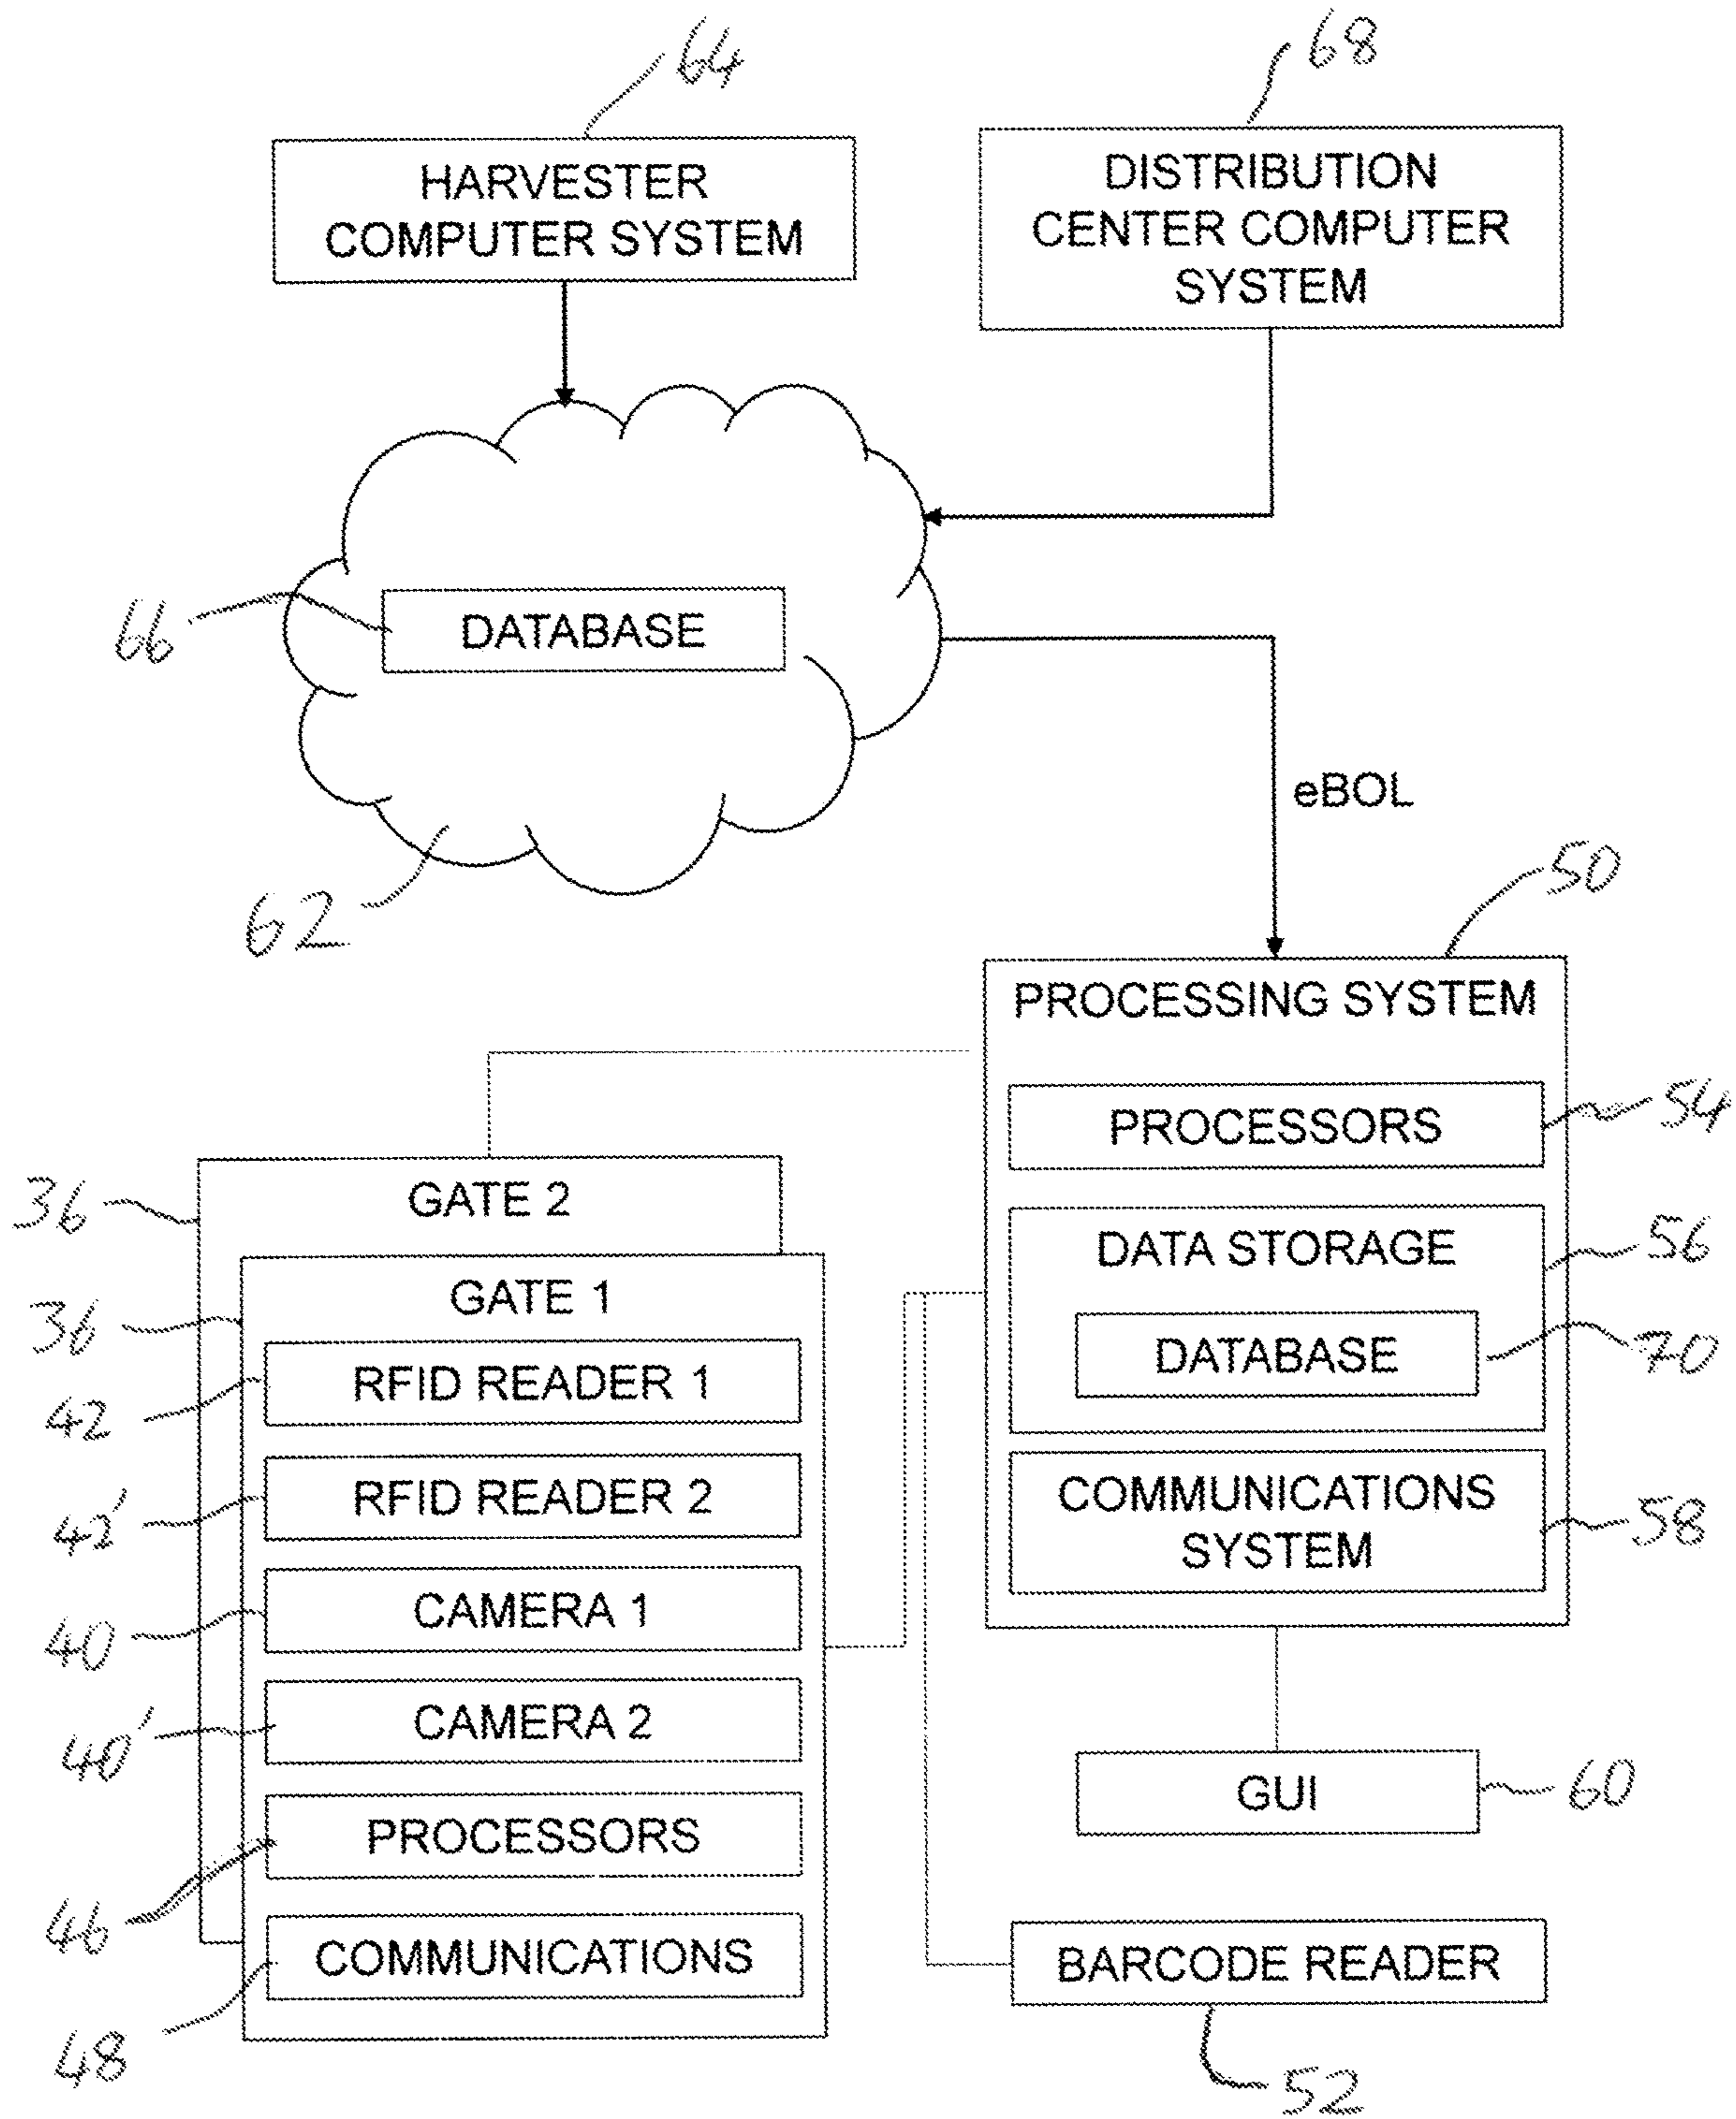 64
68
HARVESTER
COMPUTER SYSTEM
DISTRIBUTION
CENTER COMPUTER
SYSTEM
66
DATABASE
eBOL
62
50
PROCESSING SYSTEM
PROCESSORS
54
DATA STORAGE
56
DATABASE
70
COMMUNICATIONS
SYSTEM
58
GUI
60
BARCODE READER
52
36
GATE 2
36
GATE 1
42
RFID READER 1
42'
RFID READER 2
40
CAMERA 1
40'
CAMERA 2
46
PROCESSORS
48
COMMUNICATIONS